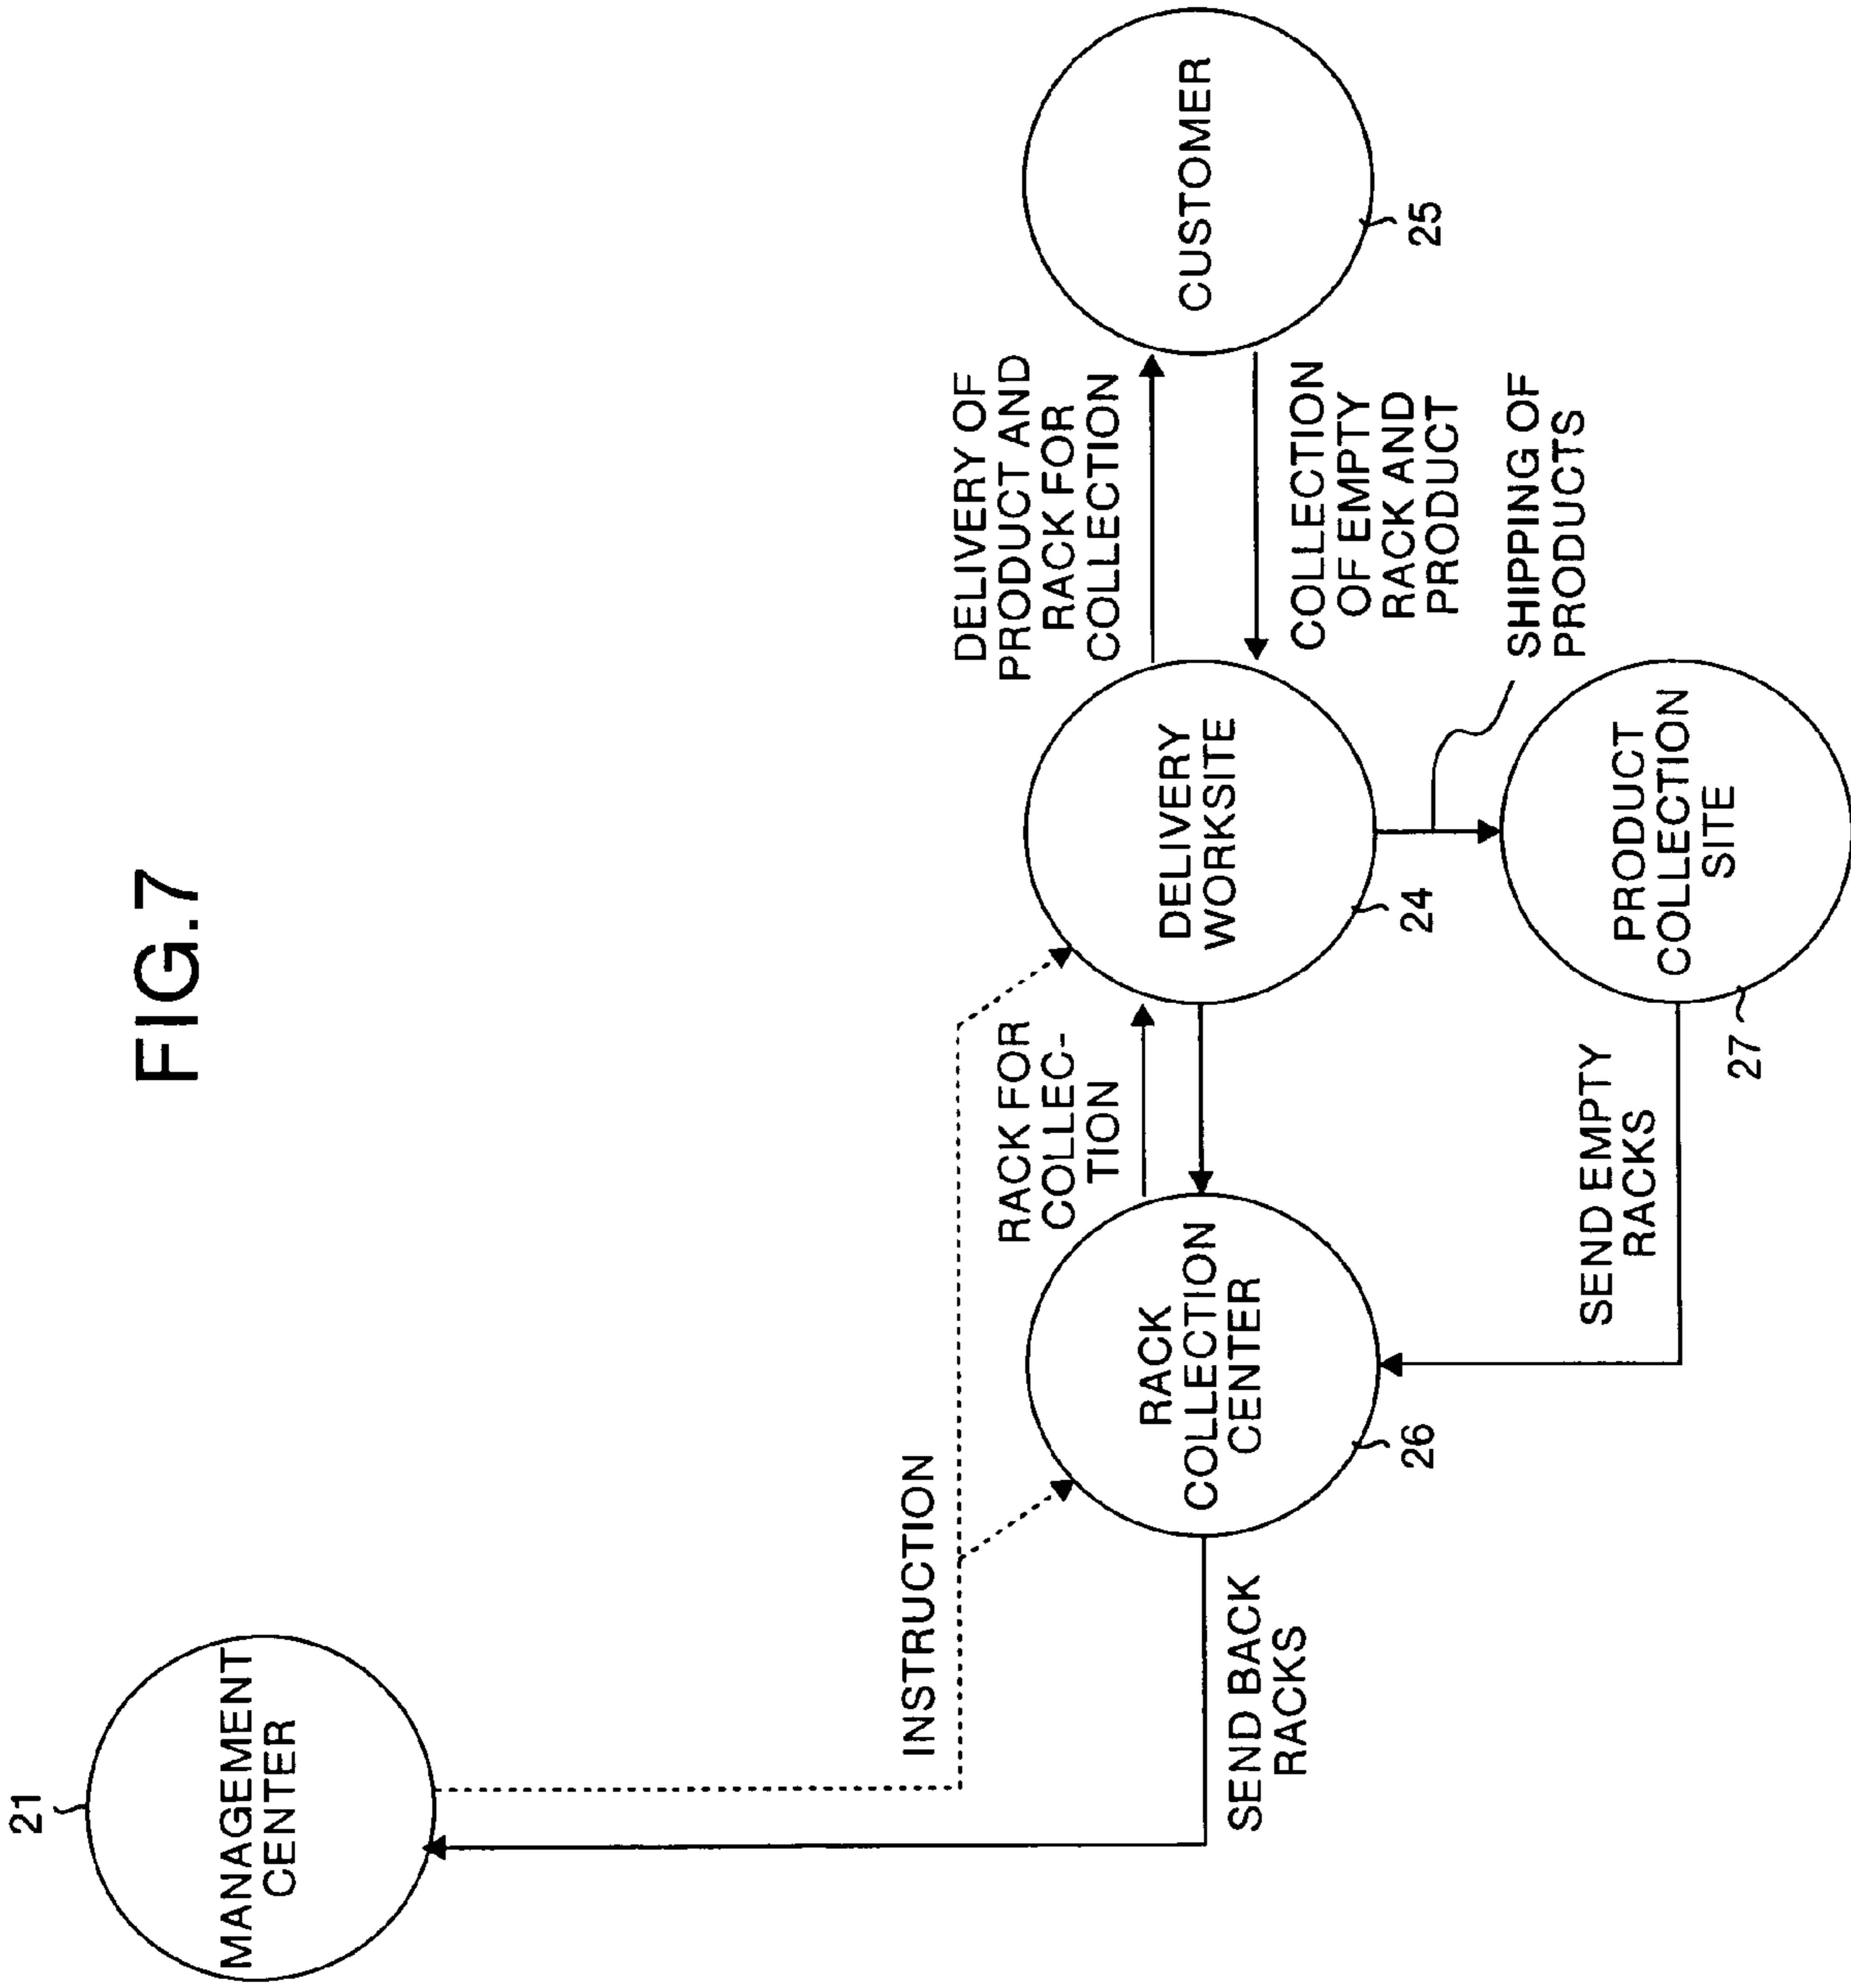 FIG.7
21
MANAGEMENT
CENTER
INSTRUCTION
SEND BACK
RACKS
RACK
COLLECTION
CENTER
26
RACK FOR
COLLEC-
TION
SEND EMPTY
RACKS
DELIVERY
WORKSITE
24
PRODUCT
COLLECTION
SITE
27
DELIVERY OF
PRODUCT AND
RACK FOR
COLLECTION
COLLECTION
OF EMPTY
RACK AND
PRODUCT
SHIPPING OF
PRODUCTS
CUSTOMER
25